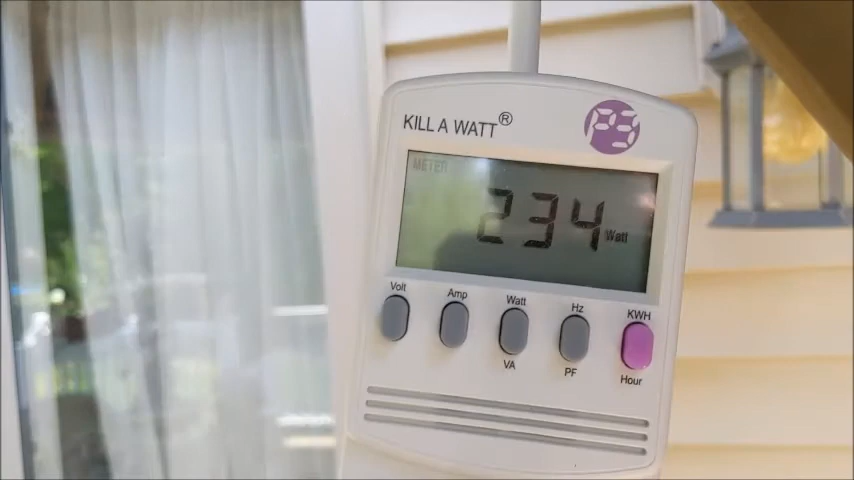 KILL A WATT®
P3
METER
234 Watt
Volt Amp Watt Hz KWH
VA PF Hour